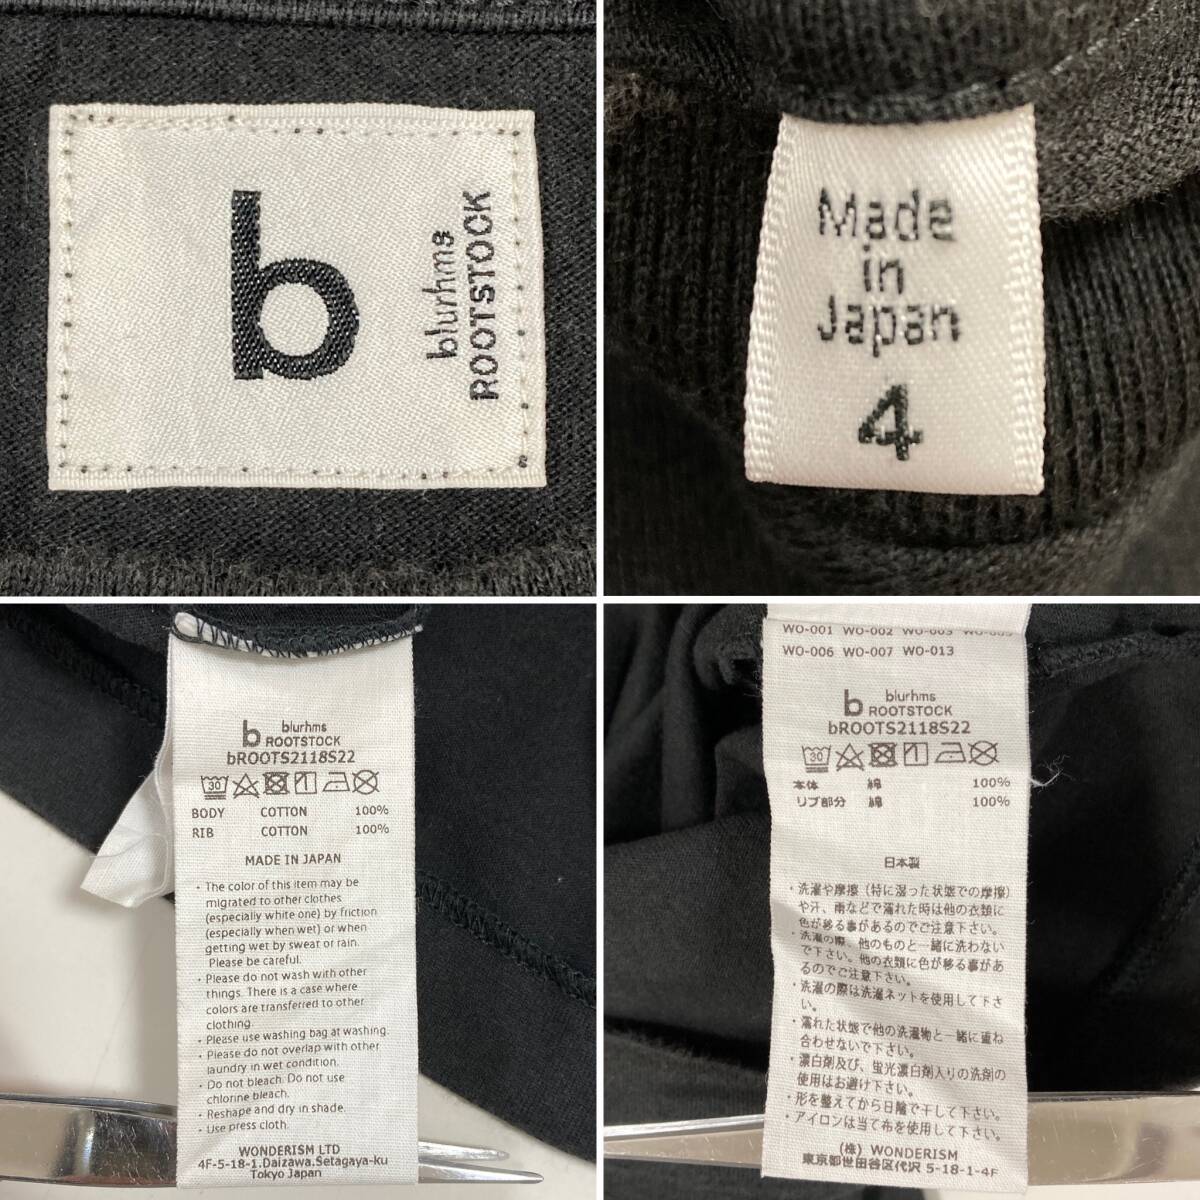 b
blurhms
ROOTSTOCK
Made
in
Japan
4
b blurhms
ROOTSTOCK
bROOTS2118S22
30
BODY COTTON 100%
RIB COTTON 100%
MADE IN JAPAN
・The color of this item may be
migrated to other clothes
(especially white one) by friction
(especially when wet) or when
getting wet by sweat or rain.
Please be careful.
・Please do not wash with other
things. There is a case where
colors are transferred to other
clothing.
・Please use washing bag at washing.
・Please do not overlap with other
laundry in wet condition.
・Do not bleach. Do not use
chlorine bleach.
・Reshape and dry in shade.
・Use press cloth.
WONDERISM LTD
4F-5-18-1.Daizawa.Setagaya-ku
Tokyo Japan
WO-001 WO-002 WO-003
WO-006 WO-007 WO-013
b blurhms
ROOTSTOCK
bROOTS2118S22
30
本体 綿 100%
リブ部分 綿 100%
日本製
・洗濯や摩擦（特に湿った状態での摩擦）
や汗、雨などで濡れた時は他の衣類に
色が移る事があるのでご注意下さい。
・洗濯の際、他のものと一緒に洗わない
で下さい。他の衣類に色が移る事があ
るのでご注意下さい。
・洗濯の際は洗濯ネットを使用して下さ
い。
・濡れた状態で他の洗濯物と一緒に重ね
合わせないで下さい。
・漂白剤及び、蛍光漂白剤入りの洗剤の
使用はお避け下さい。
・形を整えてから日陰で干して下さい。
・アイロンは当て布を使用して下さい。
(株) WONDERISM
東京都世田谷区代沢 5-18-1-4F